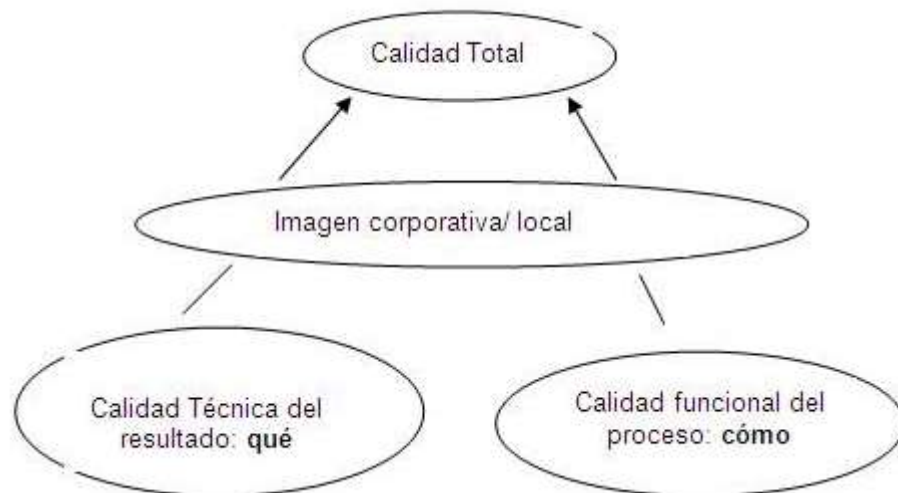 Calidad Total
Imagen corporativa/ local
Calidad Técnica del
resultado: qué
Calidad funcional del
proceso: cómo